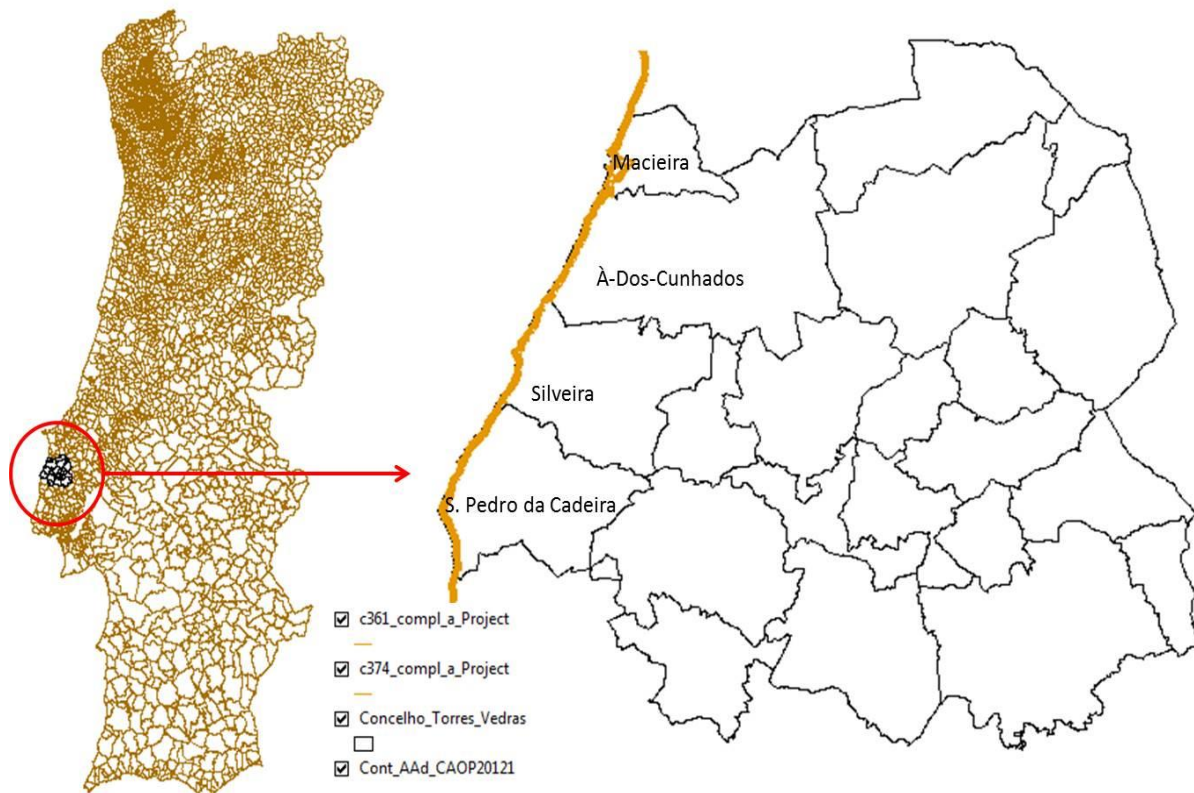 Macieira
À-Dos-Cunhados
Silveira
S. Pedro da Cadeira
c361_compl_a_Project
c374_compl_a_Project
Concelho_Torres_Vedras
Cont_AAd_CAOP20121